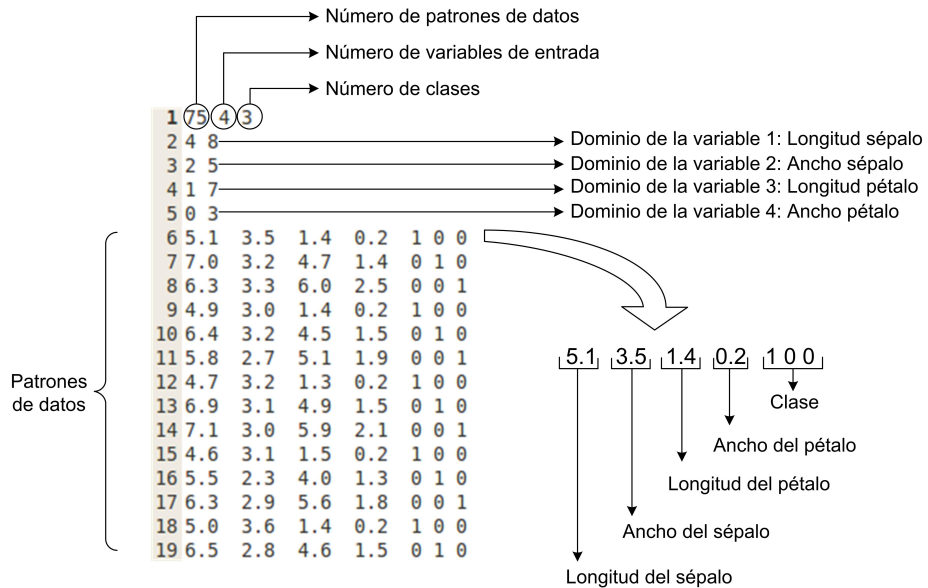 Número de patrones de datos
Número de variables de entrada
Número de clases
1 75 4 3
2 4 8 Dominio de la variable 1: Longitud sépalo
3 2 5 Dominio de la variable 2: Ancho sépalo
4 1 7 Dominio de la variable 3: Longitud pétalo
5 0 3 Dominio de la variable 4: Ancho pétalo
6 5.1 3.5 1.4 0.2 1 0 0
7 7.0 3.2 4.7 1.4 0 1 0
8 6.3 3.3 6.0 2.5 0 0 1
9 4.9 3.0 1.4 0.2 1 0 0
10 6.4 3.2 4.5 1.5 0 1 0
11 5.8 2.7 5.1 1.9 0 0 1
12 4.7 3.2 1.3 0.2 1 0 0
13 6.9 3.1 4.9 1.5 0 1 0
14 7.1 3.0 5.9 2.1 0 0 1
15 4.6 3.1 1.5 0.2 1 0 0
16 5.5 2.3 4.0 1.3 0 1 0
17 6.3 2.9 5.6 1.8 0 0 1
18 5.0 3.6 1.4 0.2 1 0 0
19 6.5 2.8 4.6 1.5 0 1 0
Patrones
de datos
5.1 3.5 1.4 0.2 1 0 0
Clase
Ancho del pétalo
Longitud del pétalo
Ancho del sépalo
Longitud del sépalo